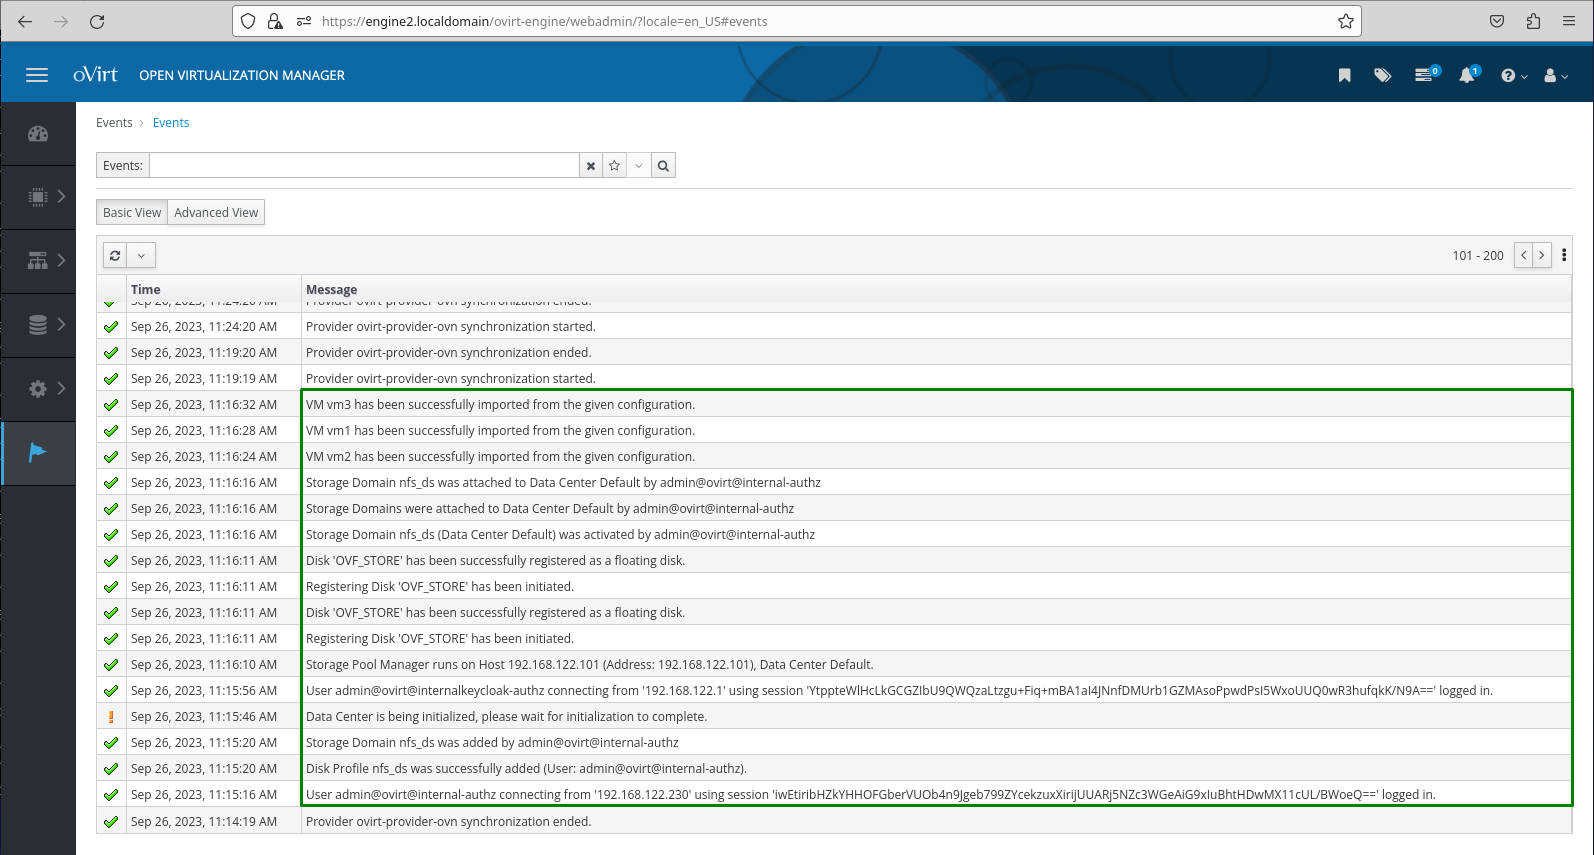 https://engine2.localdomain/ovirt-engine/webadmin/?locale=en_US#events
oVirt OPEN VIRTUALIZATION MANAGER 0 1
Events > Events
Events:
Basic View Advanced View
101 - 200
Time Message
Sep 26, 2023, 11:24:20 AM Provider ovirt-provider-ovn synchronization ended.
Sep 26, 2023, 11:24:20 AM Provider ovirt-provider-ovn synchronization started.
Sep 26, 2023, 11:19:20 AM Provider ovirt-provider-ovn synchronization ended.
Sep 26, 2023, 11:19:19 AM Provider ovirt-provider-ovn synchronization started.
Sep 26, 2023, 11:16:32 AM VM vm3 has been successfully imported from the given configuration.
Sep 26, 2023, 11:16:28 AM VM vm1 has been successfully imported from the given configuration.
Sep 26, 2023, 11:16:24 AM VM vm2 has been successfully imported from the given configuration.
Sep 26, 2023, 11:16:16 AM Storage Domain nfs_ds was attached to Data Center Default by admin@ovirt@internal-authz
Sep 26, 2023, 11:16:16 AM Storage Domains were attached to Data Center Default by admin@ovirt@internal-authz
Sep 26, 2023, 11:16:16 AM Storage Domain nfs_ds (Data Center Default) was activated by admin@ovirt@internal-authz
Sep 26, 2023, 11:16:11 AM Disk 'OVF_STORE' has been successfully registered as a floating disk.
Sep 26, 2023, 11:16:11 AM Registering Disk 'OVF_STORE' has been initiated.
Sep 26, 2023, 11:16:11 AM Disk 'OVF_STORE' has been successfully registered as a floating disk.
Sep 26, 2023, 11:16:11 AM Registering Disk 'OVF_STORE' has been initiated.
Sep 26, 2023, 11:16:10 AM Storage Pool Manager runs on Host 192.168.122.101 (Address: 192.168.122.101), Data Center Default.
Sep 26, 2023, 11:15:56 AM User admin@ovirt@internalkeycloak-authz connecting from '192.168.122.1' using session 'YtppteWlHcLkGCGZIbU9QWQzaLtzgu+Fiq+mBA1aI4JNnfDMUrb1GZMAsoPpwdPsI5WxoUUQ0wR3hufqkK/N9A==' logged in.
Sep 26, 2023, 11:15:46 AM Data Center is being initialized, please wait for initialization to complete.
Sep 26, 2023, 11:15:20 AM Storage Domain nfs_ds was added by admin@ovirt@internal-authz
Sep 26, 2023, 11:15:20 AM Disk Profile nfs_ds was successfully added (User: admin@ovirt@internal-authz).
Sep 26, 2023, 11:15:16 AM User admin@ovirt@internal-authz connecting from '192.168.122.230' using session 'iwEtiribHZkYHHOFGberVUOb4n9Jgeb799ZYcekzuxXirijUUARj5NZc3WGeAiG9xIuBhtHDwMX11cUL/BWoeQ==' logged in.
Sep 26, 2023, 11:14:19 AM Provider ovirt-provider-ovn synchronization ended.